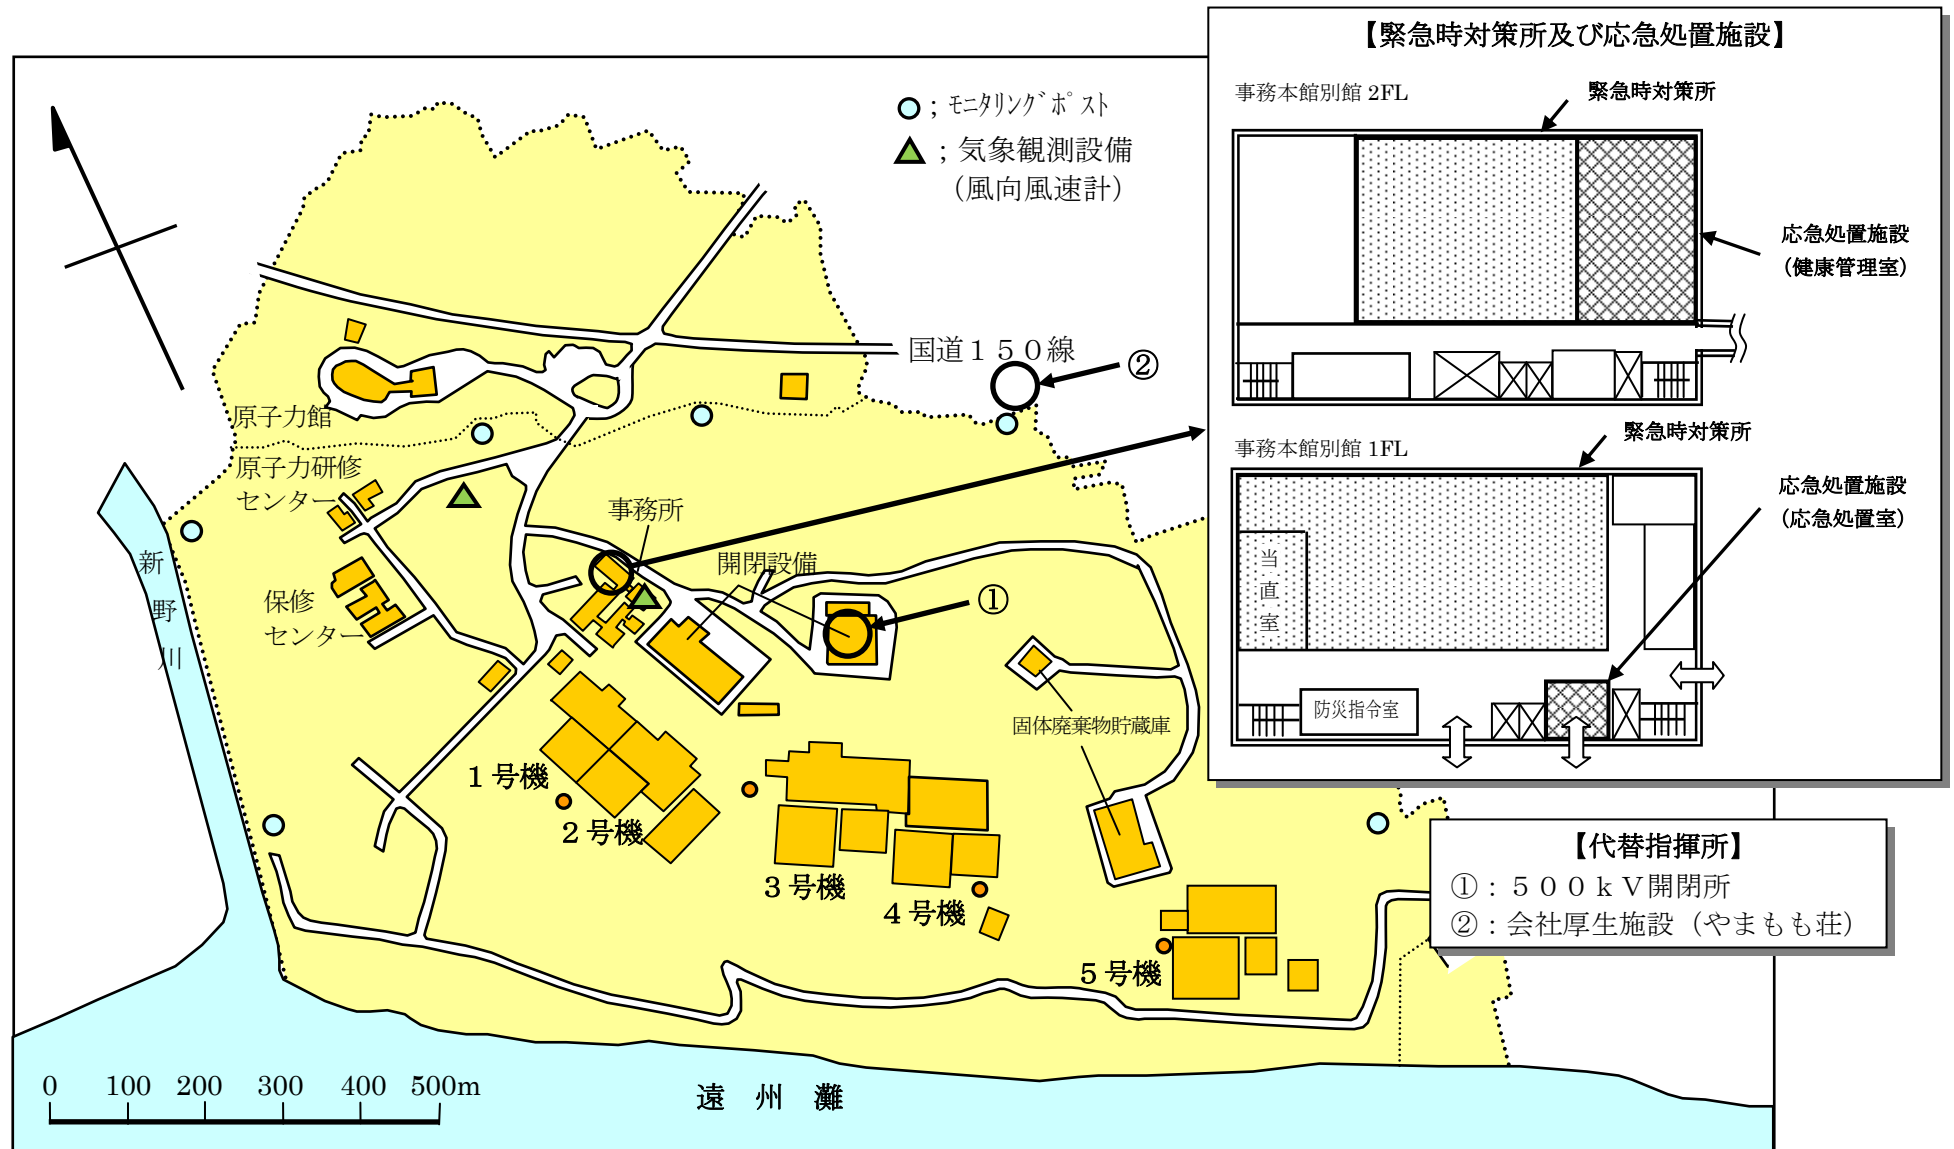 【緊急時対策所及び応急処置施設】
事務本館別館 2FL
緊急時対策所
応急処置施設
（健康管理室）
事務本館別館 1FL
緊急時対策所
応急処置施設
（応急処置室）
当直室
防災指令室
；ﾓﾆﾀﾘﾝｸﾞﾎﾟｽﾄ
；気象観測設備
（風向風速計）
国道１５０線
②
原子力館
原子力研修
センター
事務所
開閉設備
①
新野川
保修
センター
固体廃棄物貯蔵庫
１号機
２号機
３号機
４号機
５号機
【代替指揮所】
①：５００ｋＶ開閉所
②：会社厚生施設（やまもも荘）
0 100 200 300 400 500m
遠州灘